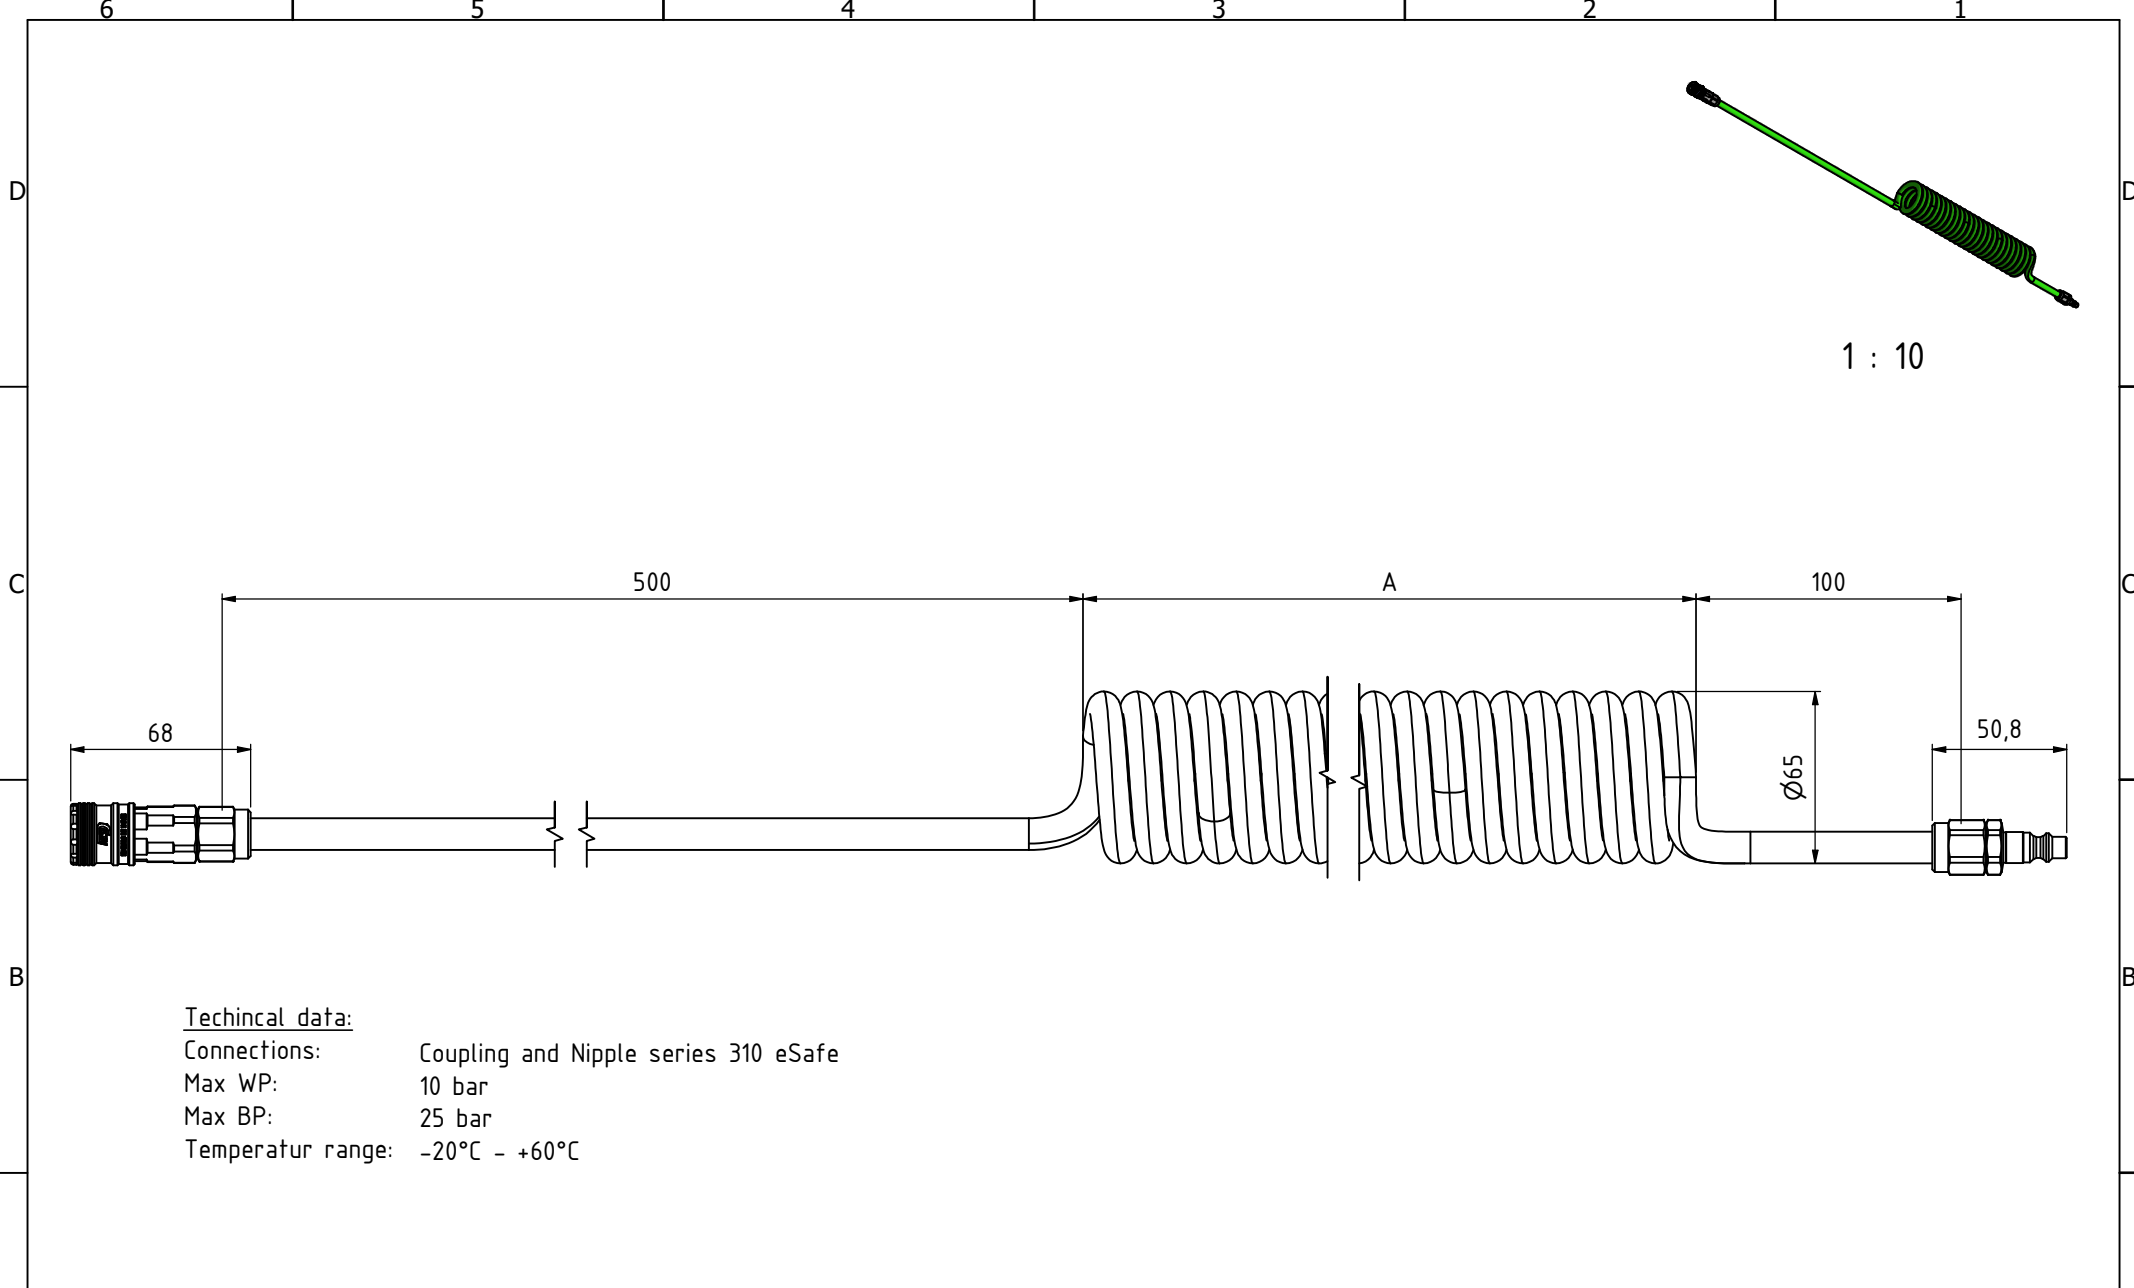 6 5 4 3 2 1
D D
1 : 10
C C
500 A 100
68
50,8
Ø65
B B
Techincal data:
Connections: Coupling and Nipple series 310 eSafe
Max WP: 10 bar
Max BP: 25 bar
Temperatur range: -20°C - +60°C